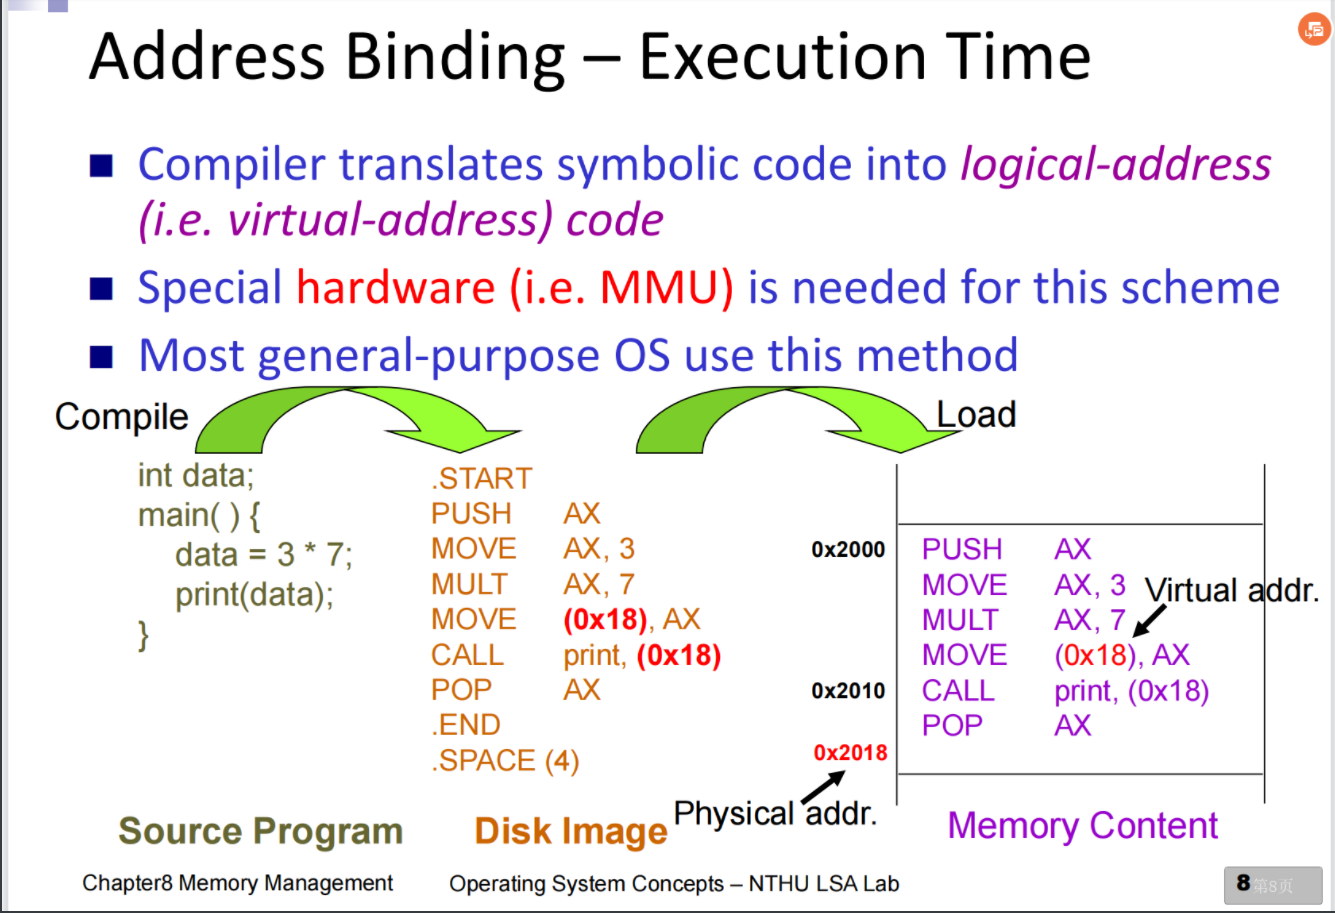 Address Binding – Execution Time
Compiler translates symbolic code into logical-address
(i.e. virtual-address) code
Special hardware (i.e. MMU) is needed for this scheme
Most general-purpose OS use this method
Compile
int data;
main( ) {
data = 3 * 7;
print(data);
}
Source Program
.START
PUSH AX
MOVE AX, 3
MULT AX, 7
MOVE (0x18), AX
CALL print, (0x18)
POP AX
.END
.SPACE (4)
Disk Image
Load
0x2000 PUSH AX
MOVE AX, 3
Virtual addr.
MULT AX, 7
MOVE (0x18), AX
0x2010 CALL print, (0x18)
POP AX
0x2018
Physical addr.
Memory Content
Chapter8 Memory Management
Operating System Concepts – NTHU LSA Lab
8
第8页